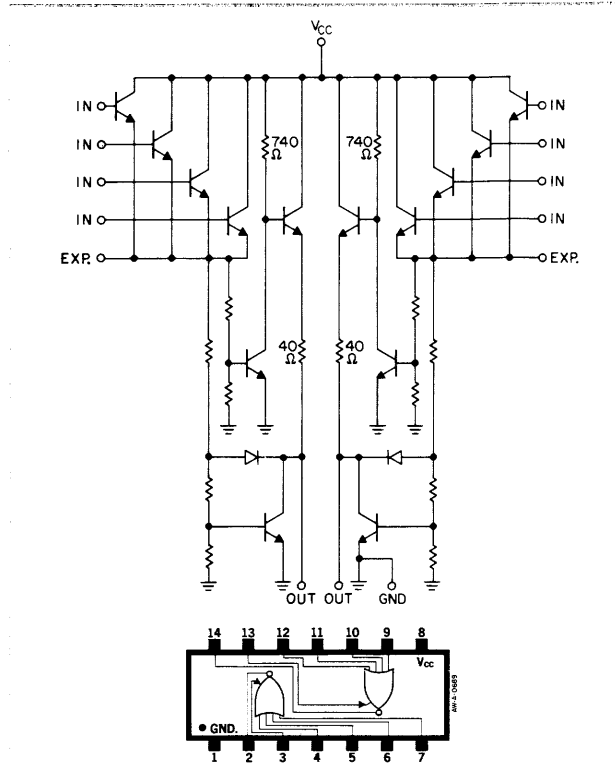 VCC
IN IN
IN IN
IN IN
IN IN
EXP. EXP.
740 Ω 740 Ω
40 Ω 40 Ω
OUT OUT GND
14 13 12 11 10 9 8
VCC
AW-A-0689
GND.
1 2 3 4 5 6 7